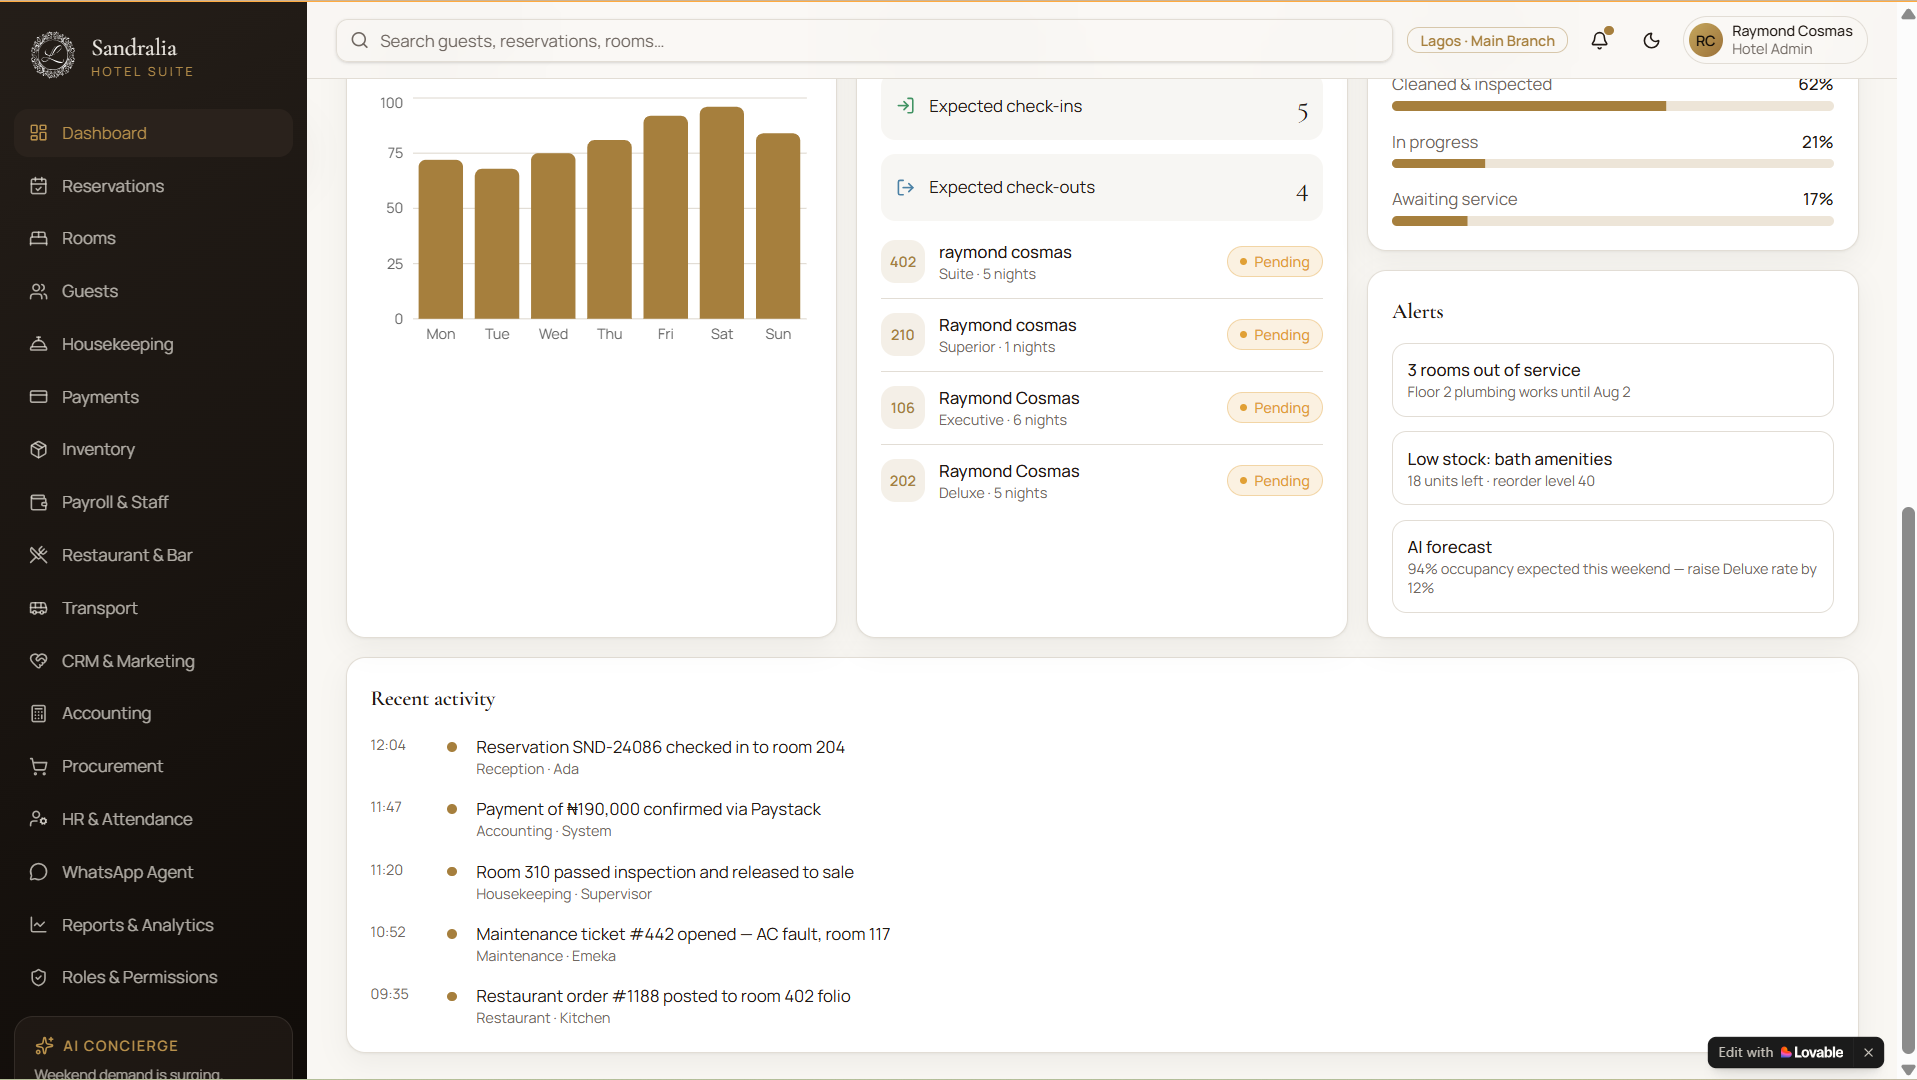 Sandralia
HOTEL SUITE
Dashboard
Reservations
Rooms
Guests
Housekeeping
Payments
Inventory
Payroll & Staff
Restaurant & Bar
Transport
CRM & Marketing
Accounting
Procurement
HR & Attendance
WhatsApp Agent
Reports & Analytics
Roles & Permissions
AI CONCIERGE
Weekend demand is surging.
Search guests, reservations, rooms...
Lagos · Main Branch
RC
Raymond Cosmas
Hotel Admin
100
75
50
25
0
Mon Tue Wed Thu Fri Sat Sun
Expected check-ins 5
Expected check-outs 4
402 raymond cosmas Pending
Suite · 5 nights
210 Raymond cosmas Pending
Superior · 1 nights
106 Raymond Cosmas Pending
Executive · 6 nights
202 Raymond Cosmas Pending
Deluxe · 5 nights
Cleaned & inspected 62%
In progress 21%
Awaiting service 17%
Alerts
3 rooms out of service
Floor 2 plumbing works until Aug 2
Low stock: bath amenities
18 units left · reorder level 40
AI forecast
94% occupancy expected this weekend — raise Deluxe rate by
12%
Recent activity
12:04 Reservation SND-24086 checked in to room 204
Reception · Ada
11:47 Payment of ₦190,000 confirmed via Paystack
Accounting · System
11:20 Room 310 passed inspection and released to sale
Housekeeping · Supervisor
10:52 Maintenance ticket #442 opened — AC fault, room 117
Maintenance · Emeka
09:35 Restaurant order #1188 posted to room 402 folio
Restaurant · Kitchen
Edit with Lovable